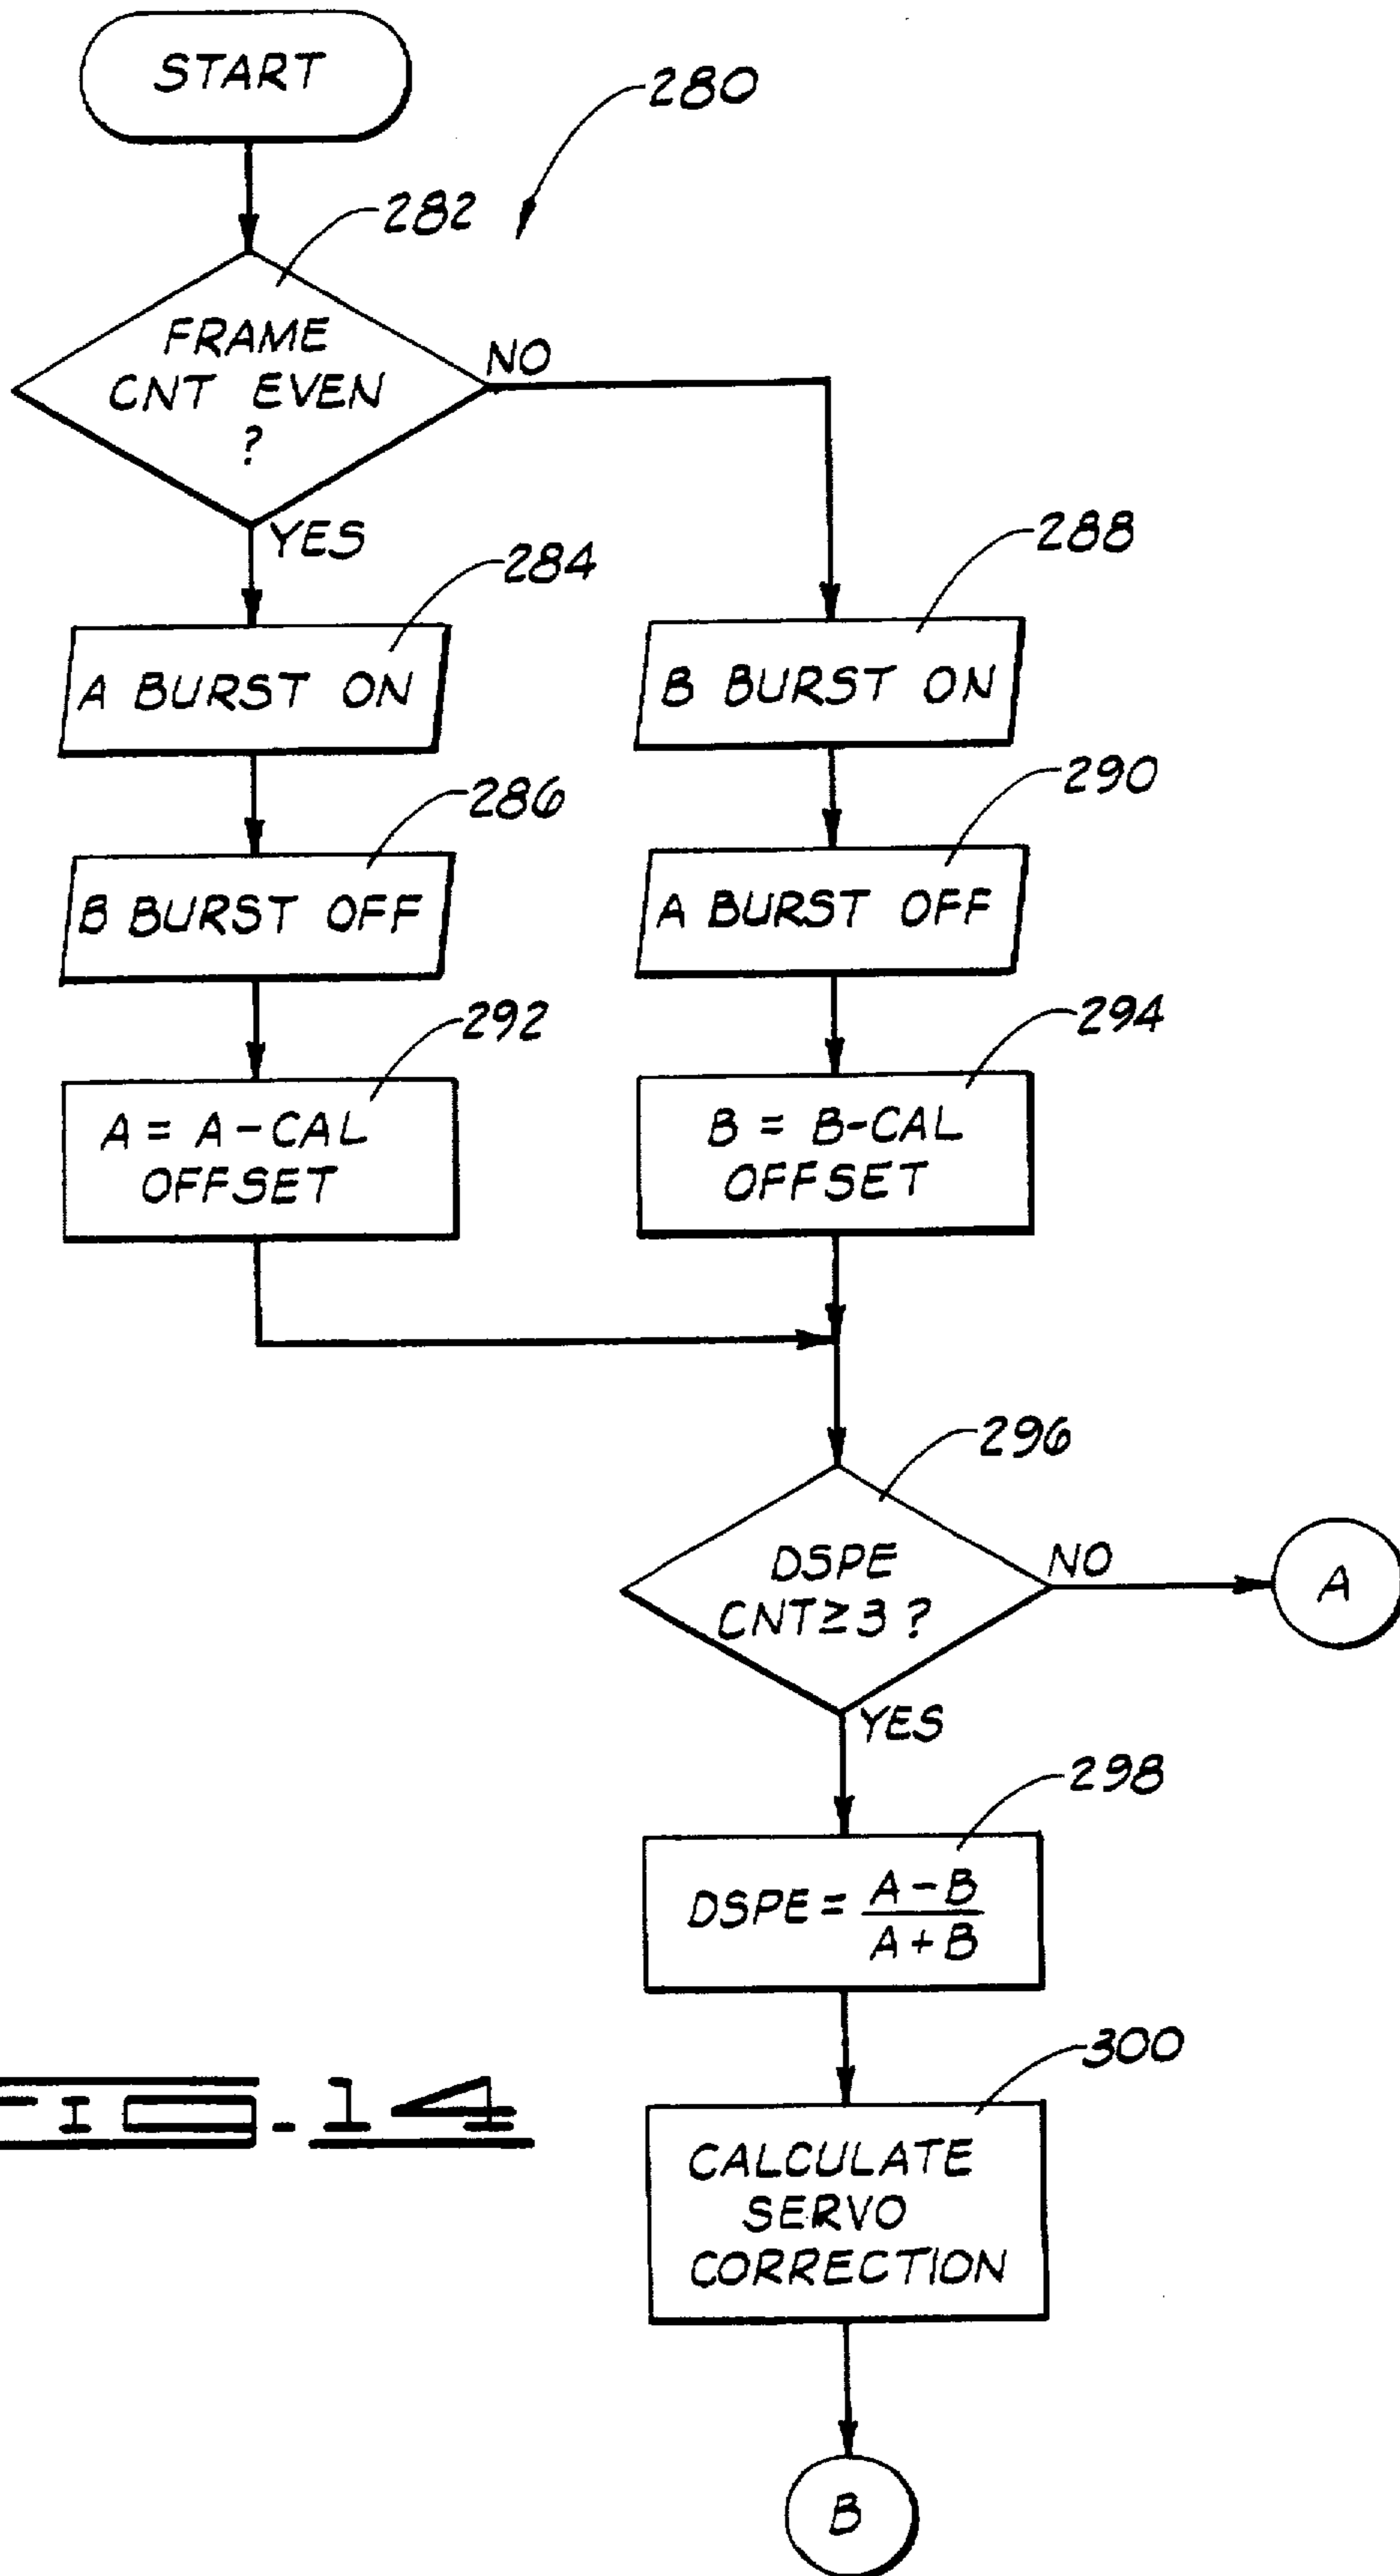 START
280
282
FRAME
CNT EVEN
?
NO
YES
284
288
A BURST ON
B BURST ON
286
290
B BURST OFF
A BURST OFF
292
294
A = A-CAL
OFFSET
B = B-CAL
OFFSET
296
DSPE
CNT≥3 ?
NO
A
YES
298
DSPE = A-B
A+B
300
CALCULATE
SERVO
CORRECTION
B
FIG-14